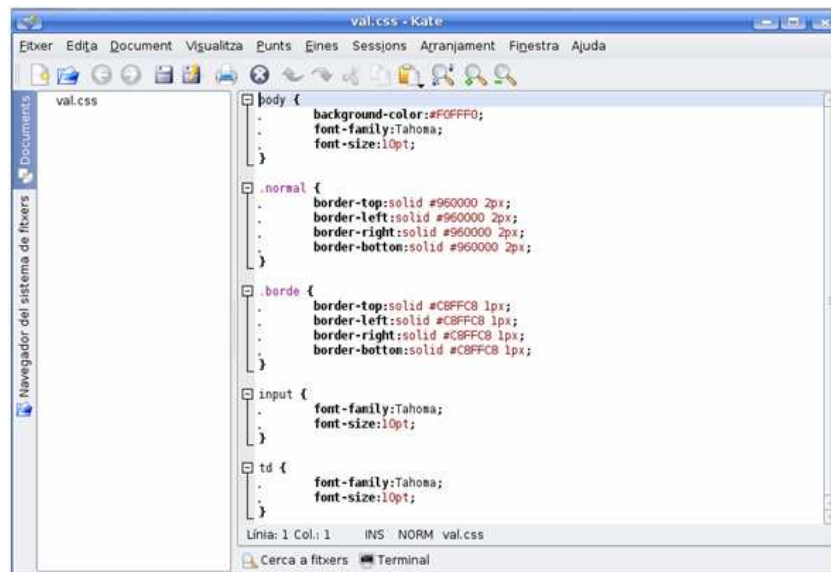 val.css - Kate
Fitxer Edita Document Visualitza Punts Eines Sessions Arranjament Finestra Ajuda
Documents
Navegador del sistema de fitxers
val.css
body {
background-color:#F0FFF0;
font-family:Tahoma;
font-size:10pt;
}
.normal {
border-top:solid #960000 2px;
border-left:solid #960000 2px;
border-right:solid #960000 2px;
border-bottom:solid #960000 2px;
}
.borde {
border-top:solid #C8FFC8 1px;
border-left:solid #C8FFC8 1px;
border-right:solid #C8FFC8 1px;
border-bottom:solid #C8FFC8 1px;
}
input {
font-family:Tahoma;
font-size:10pt;
}
td {
font-family:Tahoma;
font-size:10pt;
}
Línia: 1 Col.: 1 INS NORM val.css
Cerca a fitxers Terminal